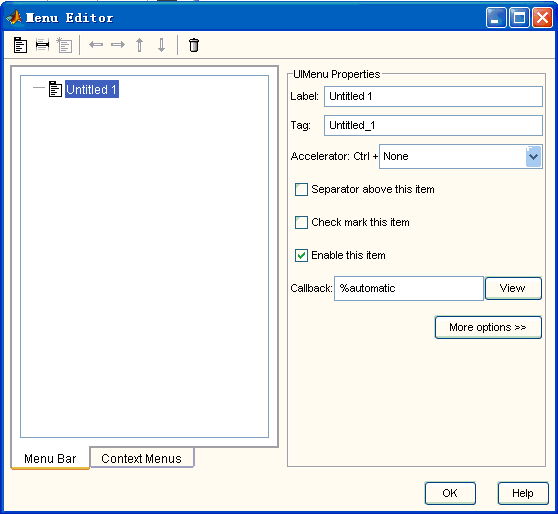 Menu Editor
Untitled 1
UIMenu Properties
Label: Untitled 1
Tag: Untitled_1
Accelerator: Ctrl + None
Separator above this item
Check mark this item
Enable this item
Callback: %automatic View
More options >>
Menu Bar Context Menus
OK Help